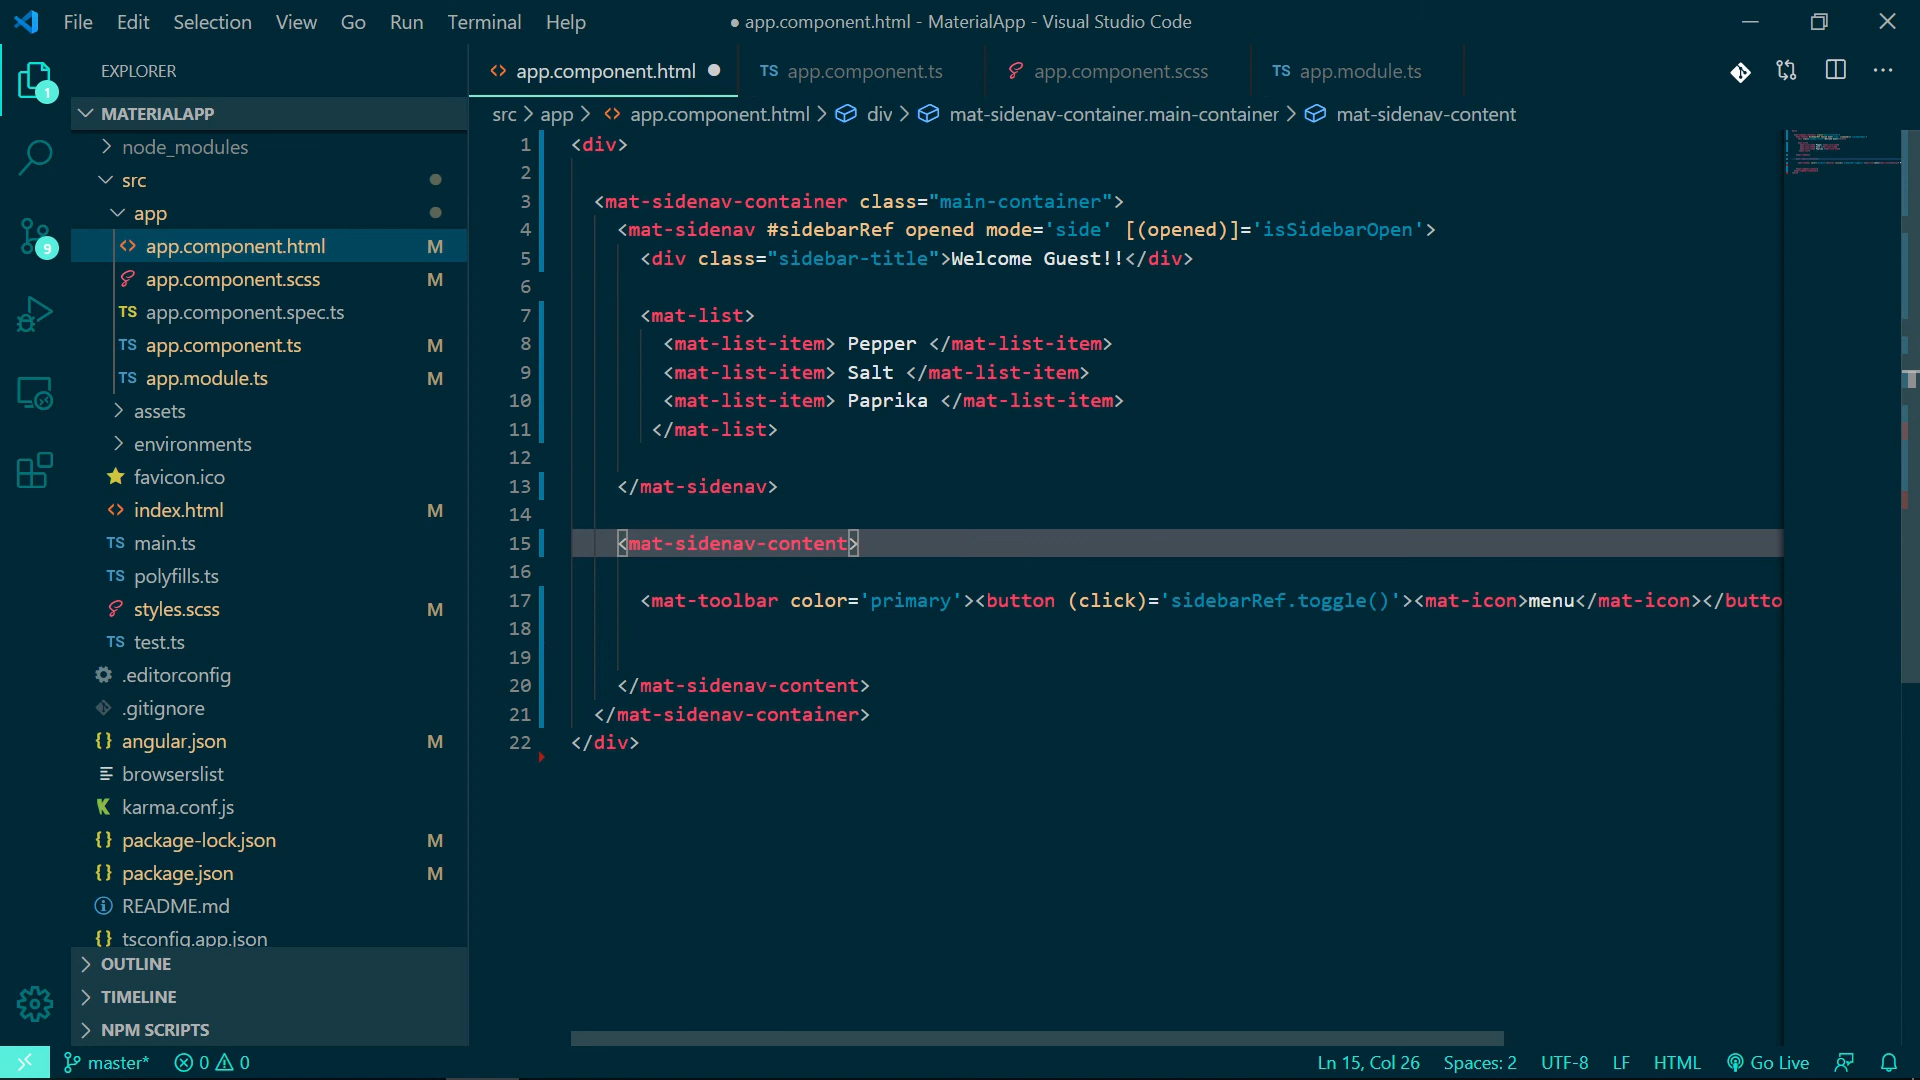 File Edit Selection View Go Run Terminal Help ● app.component.html - MaterialApp - Visual Studio Code
EXPLORER
MATERIALAPP
node_modules
src
app
app.component.html M
app.component.scss M
TS app.component.spec.ts
TS app.component.ts M
TS app.module.ts M
assets
environments
favicon.ico
index.html M
TS main.ts
TS polyfills.ts
styles.scss M
TS test.ts
.editorconfig
.gitignore
{} angular.json M
browserslist
karma.conf.js
{} package-lock.json M
{} package.json M
README.md
{} tsconfig.app.json
OUTLINE
TIMELINE
NPM SCRIPTS
1
9
app.component.html TS app.component.ts app.component.scss TS app.module.ts
src > app > app.component.html > div > mat-sidenav-container.main-container > mat-sidenav-content
1 <div>
2
3 <mat-sidenav-container class="main-container">
4 <mat-sidenav #sidebarRef opened mode='side' [(opened)]='isSidebarOpen'>
5 <div class="sidebar-title">Welcome Guest!!</div>
6
7 <mat-list>
8 <mat-list-item> Pepper </mat-list-item>
9 <mat-list-item> Salt </mat-list-item>
10 <mat-list-item> Paprika </mat-list-item>
11 </mat-list>
12
13 </mat-sidenav>
14
15 <mat-sidenav-content>
16
17 <mat-toolbar color='primary'><button (click)='sidebarRef.toggle()'><mat-icon>menu</mat-icon></butto
18
19
20 </mat-sidenav-content>
21 </mat-sidenav-container>
22 </div>
master* 0 0 Ln 15, Col 26 Spaces: 2 UTF-8 LF HTML Go Live